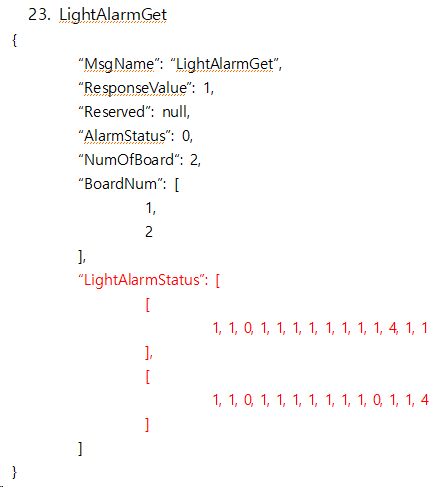 23. LightAlarmGet
{
“MsgName”: “LightAlarmGet”,
“ResponseValue”: 1,
“Reserved”: null,
“AlarmStatus”: 0,
“NumOfBoard”: 2,
“BoardNum”: [
1,
2
],
“LightAlarmStatus”: [
[
1, 1, 0, 1, 1, 1, 1, 1, 1, 1, 1, 4, 1, 1
],
[
1, 1, 0, 1, 1, 1, 1, 1, 1, 1, 0, 1, 1, 4
]
]
}